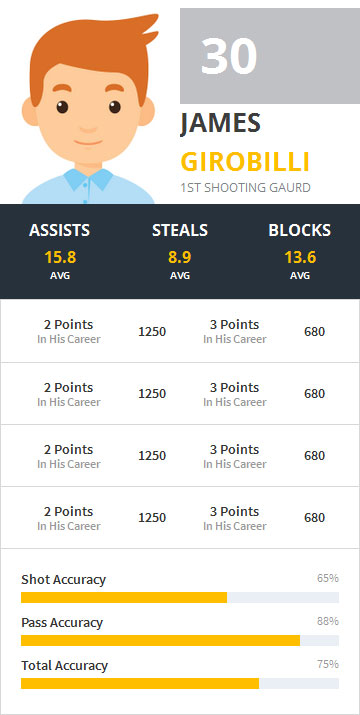 30
JAMES
GIROBILLI
1ST SHOOTING GAURD
ASSISTS STEALS BLOCKS
15.8 8.9 13.6
AVG AVG AVG
2 Points 1250 3 Points 680
In His Career In His Career
2 Points 1250 3 Points 680
In His Career In His Career
2 Points 1250 3 Points 680
In His Career In His Career
2 Points 1250 3 Points 680
In His Career In His Career
Shot Accuracy 65%
Pass Accuracy 88%
Total Accuracy 75%